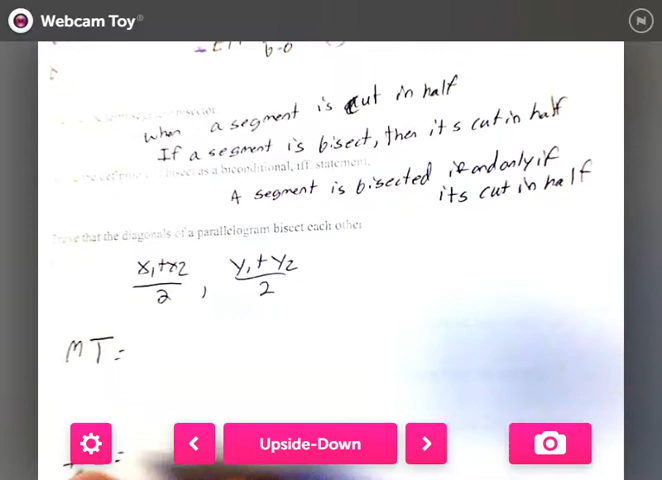 Webcam Toy
b-0
when a segment is cut in half
If a segment is bisect, then it's cut in half
as a biconditional, iff. statement.
A segment is bisected if and only if
its cut in half
Prove that the diagonals of a parallelogram bisect each other
x₁+x₂/2 , y₁+y₂/2
MT=
=
Upside-Down